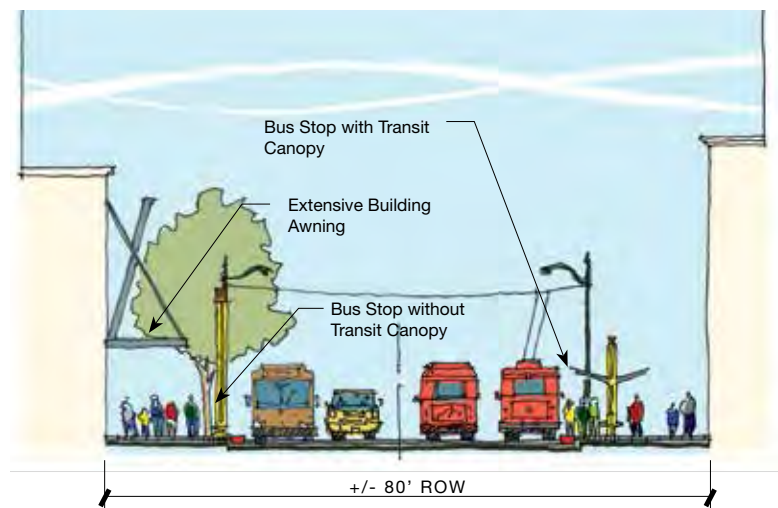 Bus Stop with Transit
Canopy
Extensive Building
Awning
Bus Stop without
Transit Canopy
+/- 80’ ROW